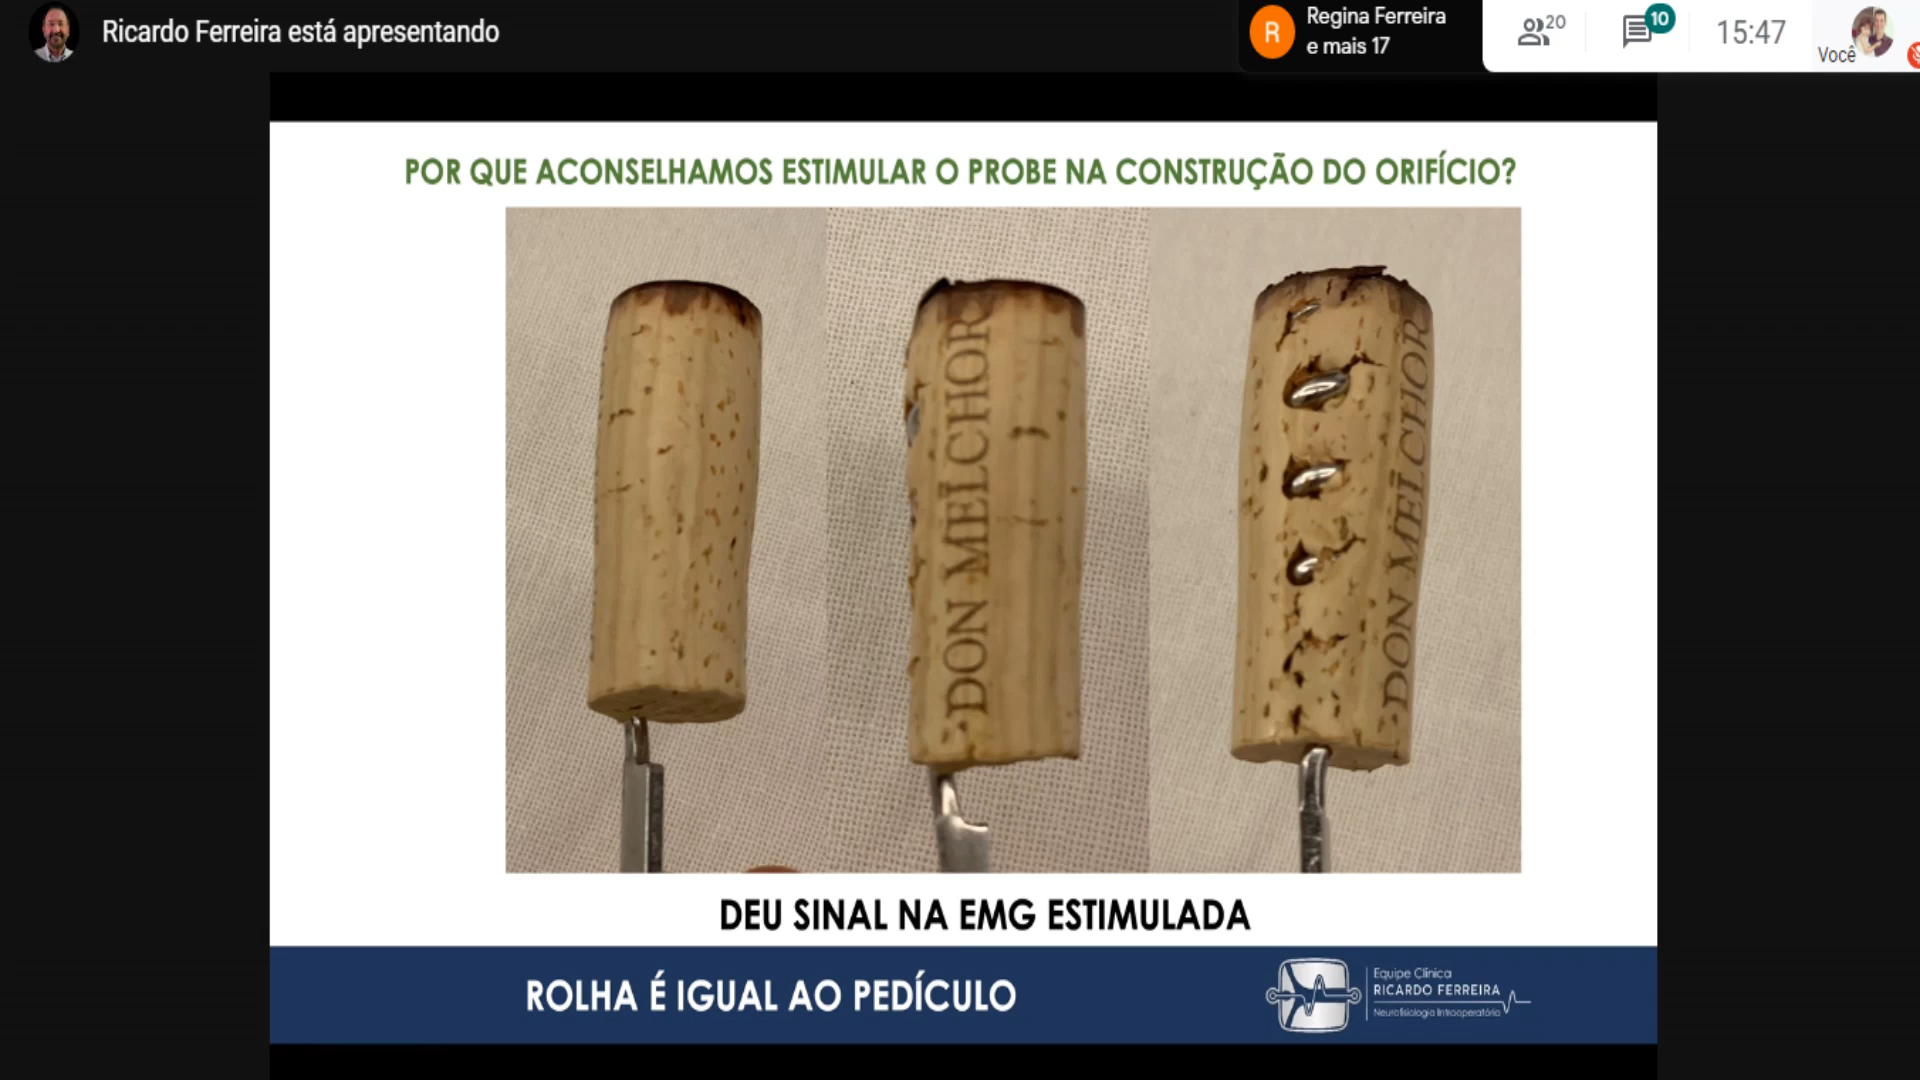 Ricardo Ferreira está apresentando
R
Regina Ferreira
e mais 17
20
10
15:47
Você
POR QUE ACONSELHAMOS ESTIMULAR O PROBE NA CONSTRUÇÃO DO ORIFÍCIO?
DON MELCHOR
DON MELCHOR
DEU SINAL NA EMG ESTIMULADA
ROLHA É IGUAL AO PEDÍCULO
Equipe Clínica
RICARDO FERREIRA
Neurofisiologia Intraoperatória